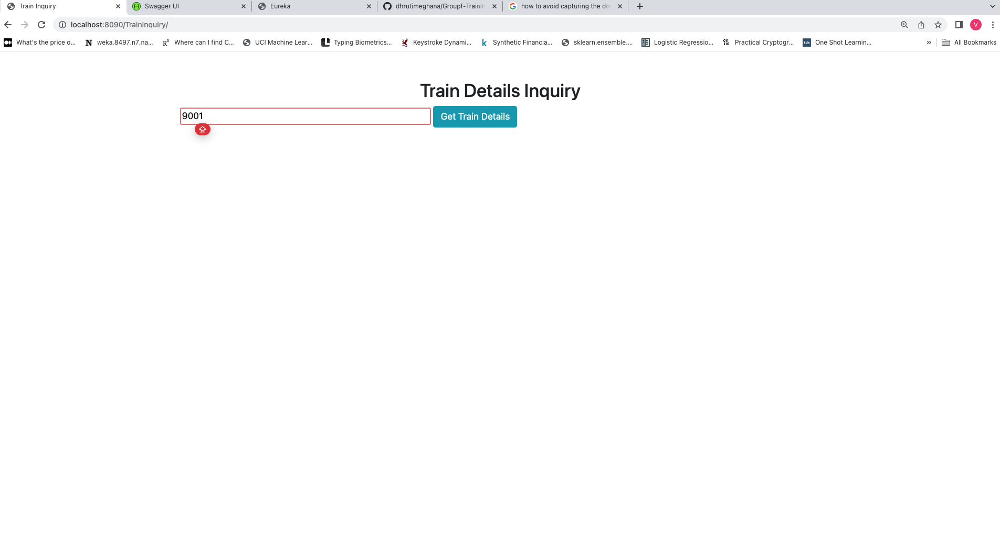 Train Inquiry Swagger UI Eureka dhrutimeghana/Groupf-TrainIn how to avoid capturing the do
localhost:8090/TrainInquiry/ V
What's the price o... N weka.8497.n7.na... R Where can I find C... UCI Machine Lear... Typing Biometrics... Keystroke Dynami... k Synthetic Financia... sklearn.ensemble.... Logistic Regressio... Practical Cryptogr... tds One Shot Learnin... » All Bookmarks
Train Details Inquiry
9001 Get Train Details